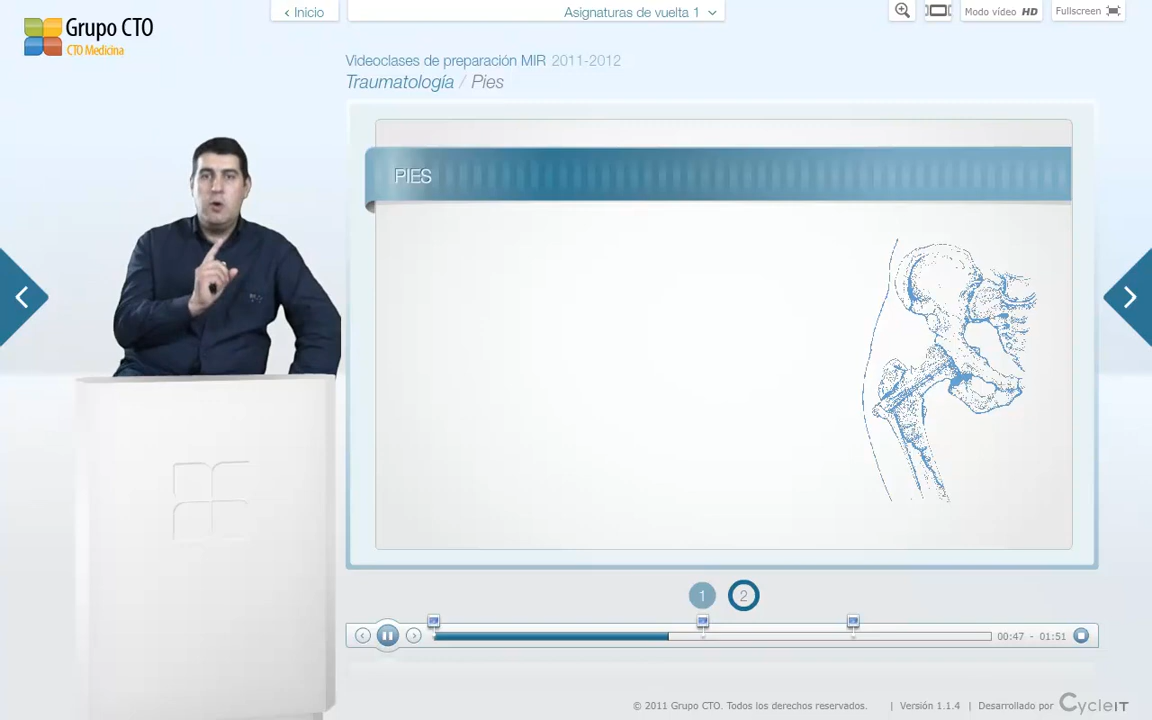 ‹ Inicio
Asignaturas de vuelta 1
Modo vídeo HD
Fullscreen
Grupo CTO
CTO Medicina
Videoclases de preparación MIR 2011-2012
Traumatología / Pies
PIES
1
2
00:47 - 01:51
© 2011 Grupo CTO. Todos los derechos reservados. | Versión 1.1.4 | Desarrollado por CycleIT